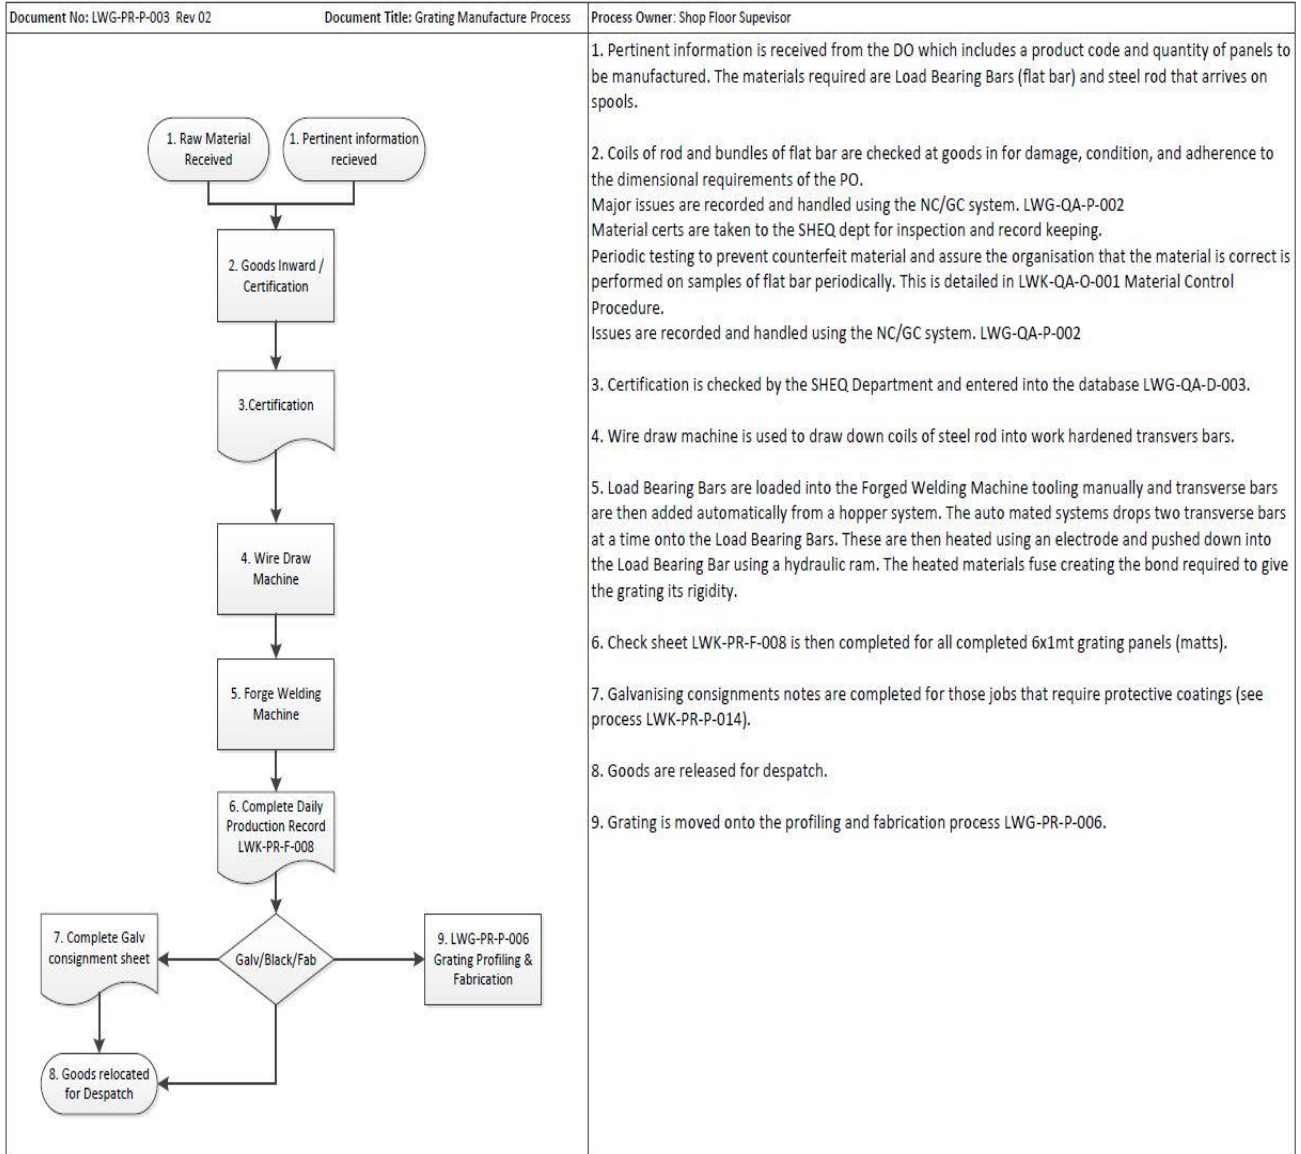 Document No: LWG-PR-P-003 Rev 02
Document Title: Grating Manufacture Process
Process Owner: Shop Floor Supevisor
1. Raw Material
Received
1. Pertinent information
recieved
2. Goods Inward /
Certification
3.Certification
4. Wire Draw
Machine
5. Forge Welding
Machine
6. Complete Daily
Production Record
LWK-PR-F-008
7. Complete Galv
consignment sheet
Galv/Black/Fab
9. LWG-PR-P-006
Grating Profiling &
Fabrication
8. Goods relocated
for Despatch
1. Pertinent information is received from the DO which includes a product code and quantity of panels to
be manufactured. The materials required are Load Bearing Bars (flat bar) and steel rod that arrives on
spools.
2. Coils of rod and bundles of flat bar are checked at goods in for damage, condition, and adherence to
the dimensional requirements of the PO.
Major issues are recorded and handled using the NC/GC system. LWG-QA-P-002
Material certs are taken to the SHEQ dept for inspection and record keeping.
Periodic testing to prevent counterfeit material and assure the organisation that the material is correct is
performed on samples of flat bar periodically. This is detailed in LWK-QA-O-001 Material Control
Procedure.
Issues are recorded and handled using the NC/GC system. LWG-QA-P-002
3. Certification is checked by the SHEQ Department and entered into the database LWG-QA-D-003.
4. Wire draw machine is used to draw down coils of steel rod into work hardened transvers bars.
5. Load Bearing Bars are loaded into the Forged Welding Machine tooling manually and transverse bars
are then added automatically from a hopper system. The auto mated systems drops two transverse bars
at a time onto the Load Bearing Bars. These are then heated using an electrode and pushed down into
the Load Bearing Bar using a hydraulic ram. The heated materials fuse creating the bond required to give
the grating its rigidity.
6. Check sheet LWK-PR-F-008 is then completed for all completed 6x1mt grating panels (matts).
7. Galvanising consignments notes are completed for those jobs that require protective coatings (see
process LWK-PR-P-014).
8. Goods are released for despatch.
9. Grating is moved onto the profiling and fabrication process LWG-PR-P-006.